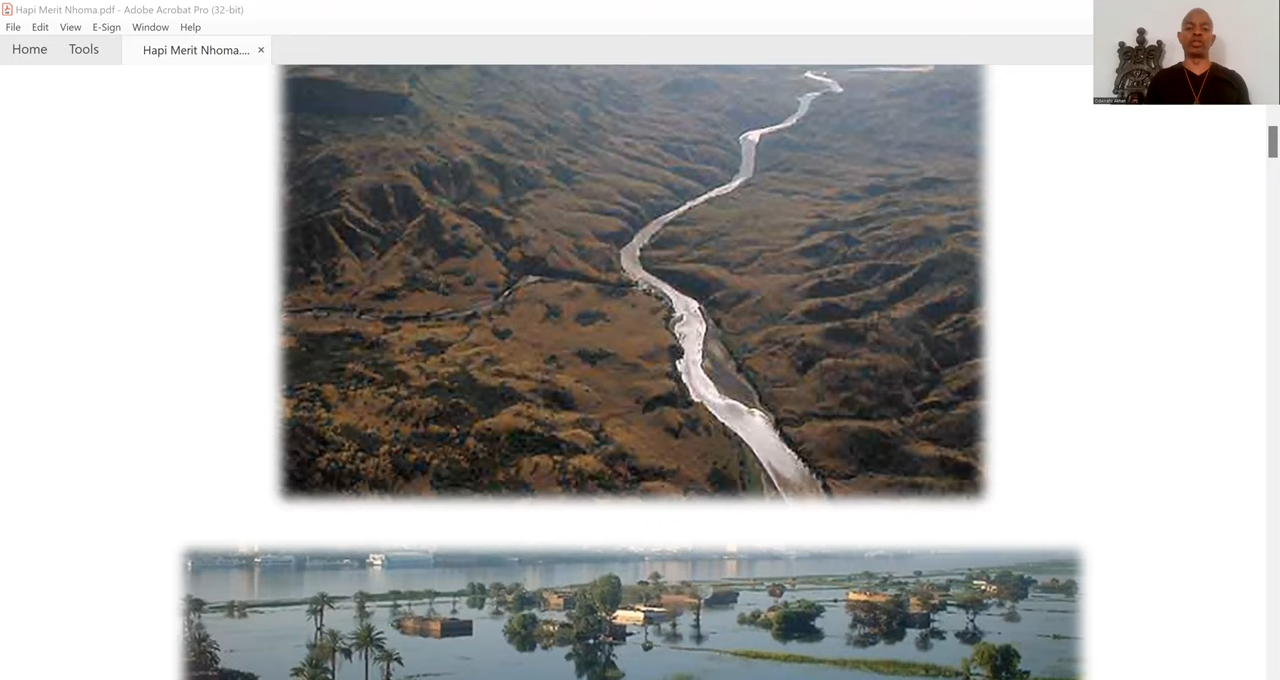 Hapi Merit Nhoma.pdf - Adobe Acrobat Pro (32-bit)
File Edit View E-Sign Window Help
Home Tools Hapi Merit Nhoma.... ×